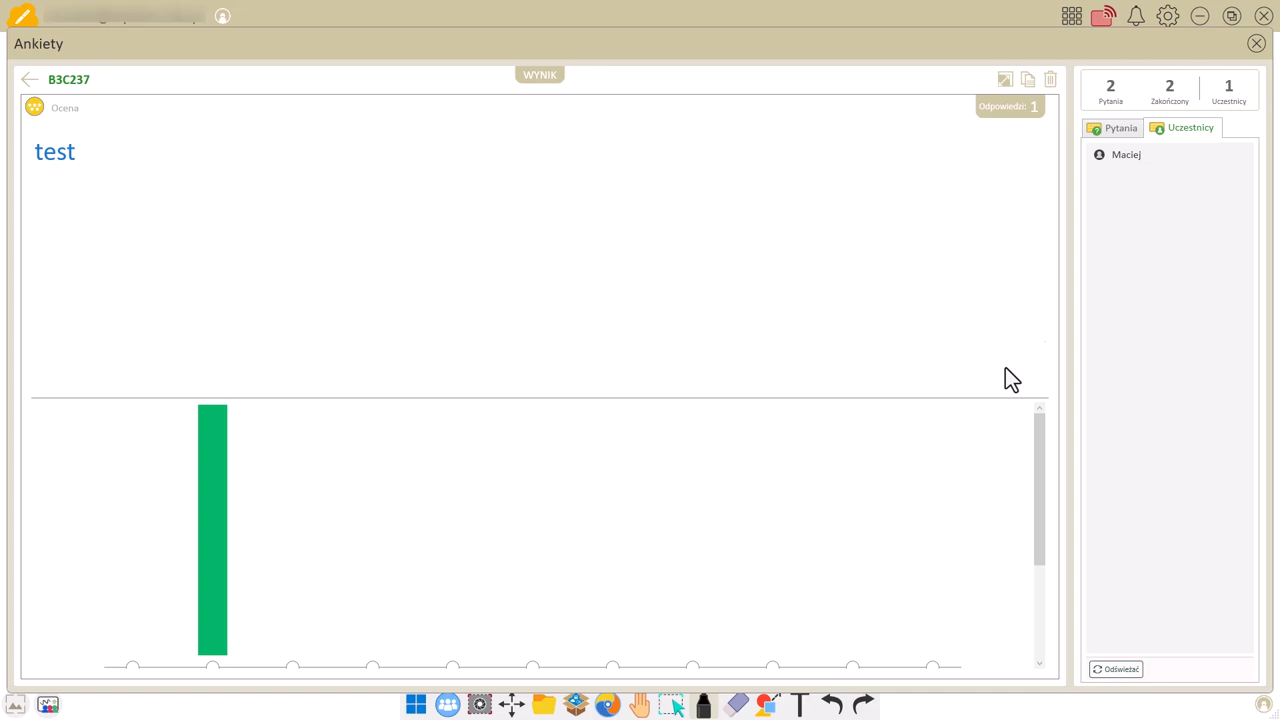 Ankiety
B3C237
WYNIK
Ocena
Odpowiedzi: 1
test
2
Pytania
2
Zakończony
1
Uczestnicy
Pytania
Uczestnicy
Maciej
Odświeżać